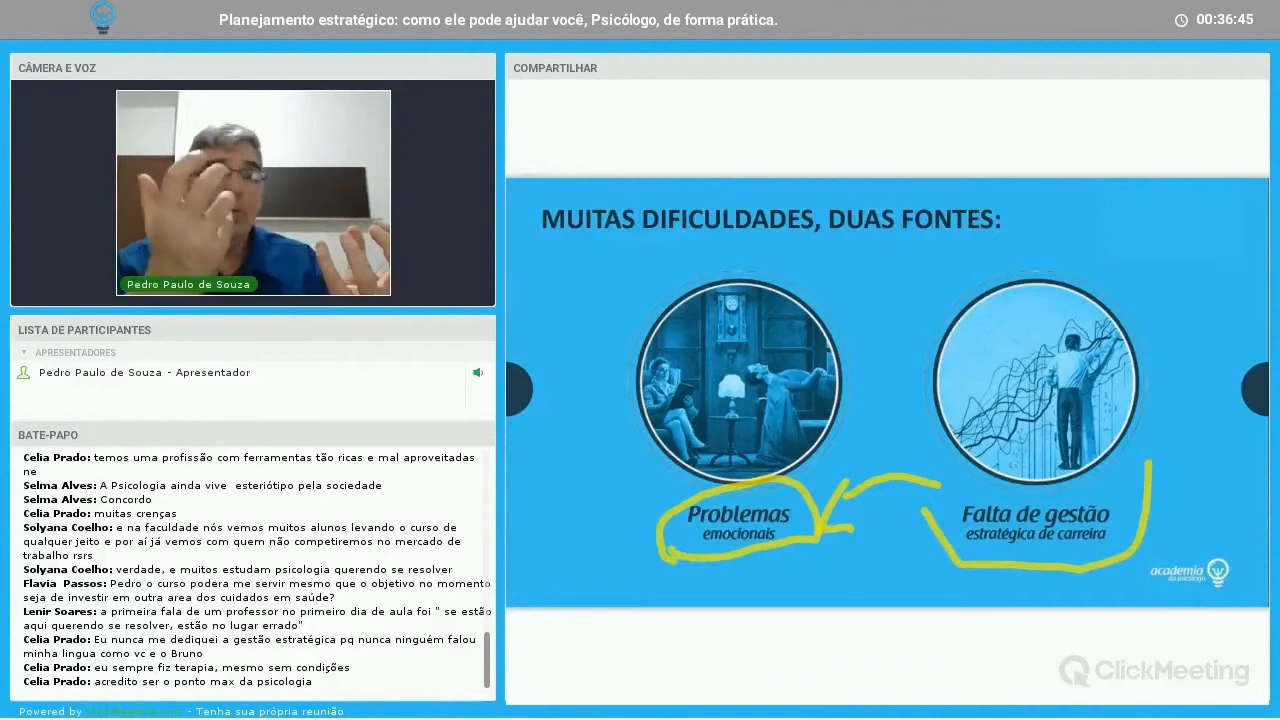 Planejamento estratégico: como ele pode ajudar você, Psicólogo, de forma prática.
00:36:45
CÂMERA E VOZ
Pedro Paulo de Souza
LISTA DE PARTICIPANTES
APRESENTADORES
Pedro Paulo de Souza - Apresentador
BATE-PAPO
Celia Prado: temos uma profissão com ferramentas tão ricas e mal aproveitadas
ne
Selma Alves: A Psicologia ainda vive esteriótipo pela sociedade
Selma Alves: Concordo
Celia Prado: muitas crenças
Solyana Coelho: e na faculdade nós vemos muitos alunos levando o curso de
qualquer jeito e por aí já vemos com quem não competiremos no mercado de
trabalho rsrs
Solyana Coelho: verdade, e muitos estudam psicologia querendo se resolver
Flavia Passos: Pedro o curso podera me servir mesmo que o objetivo no momento
seja de investir em outra area dos cuidados em saúde?
Lenir Soares: a primeira fala de um professor no primeiro dia de aula foi " se estão
aqui querendo se resolver, estão no lugar errado"
Celia Prado: Eu nunca me dediquei a gestão estratégica pq nunca ninguém falou
minha lingua como vc e o Bruno
Celia Prado: eu sempre fiz terapia, mesmo sem condições
Celia Prado: acredito ser o ponto max da psicologia
Powered by - Tenha sua própria reunião
COMPARTILHAR
MUITAS DIFICULDADES, DUAS FONTES:
Problemas
emocionais
Falta de gestão
estratégica de carreira
academia
do psicólogo
ClickMeeting